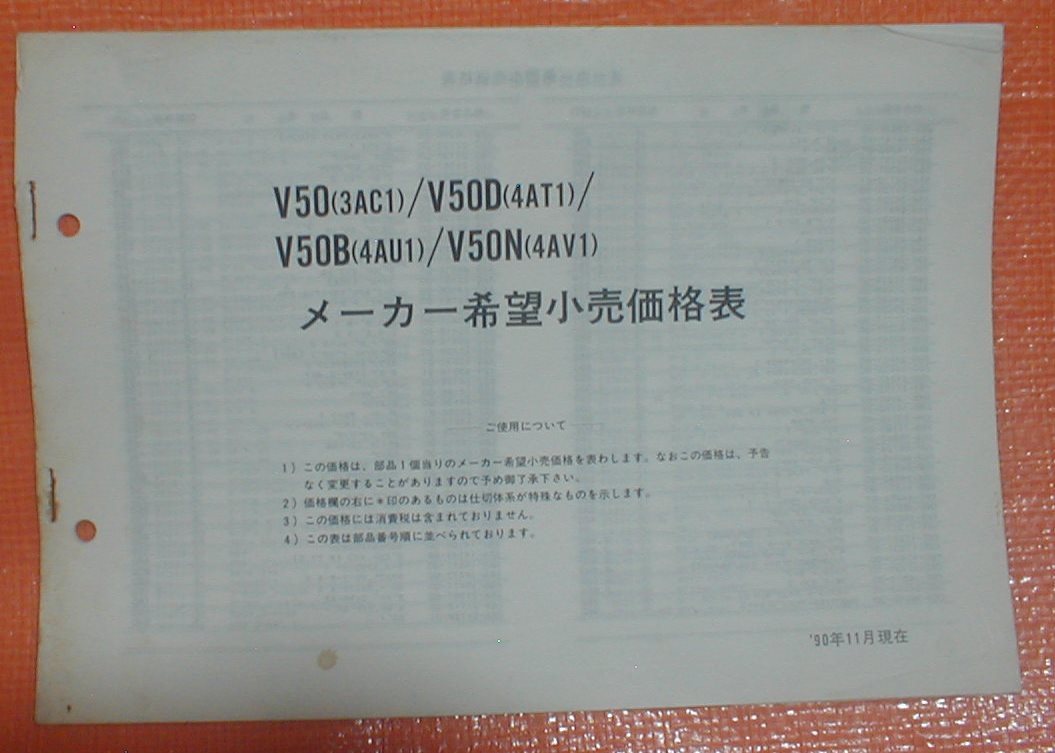 V50(3AC1)/V50D(4AT1)/
V50B(4AU1)/V50N(4AV1)
メーカー希望小売価格表
ご使用について
1）この価格は、部品1個当りのメーカー希望小売価格を表わします。なおこの価格は、予告
なく変更することがありますので予め御了承下さい。
2）価格欄の右に＊印のあるものは仕切体系が特殊なものを示します。
3）この価格には消費税は含まれておりません。
4）この表は部品番号順に並べられております。
'90年11月現在